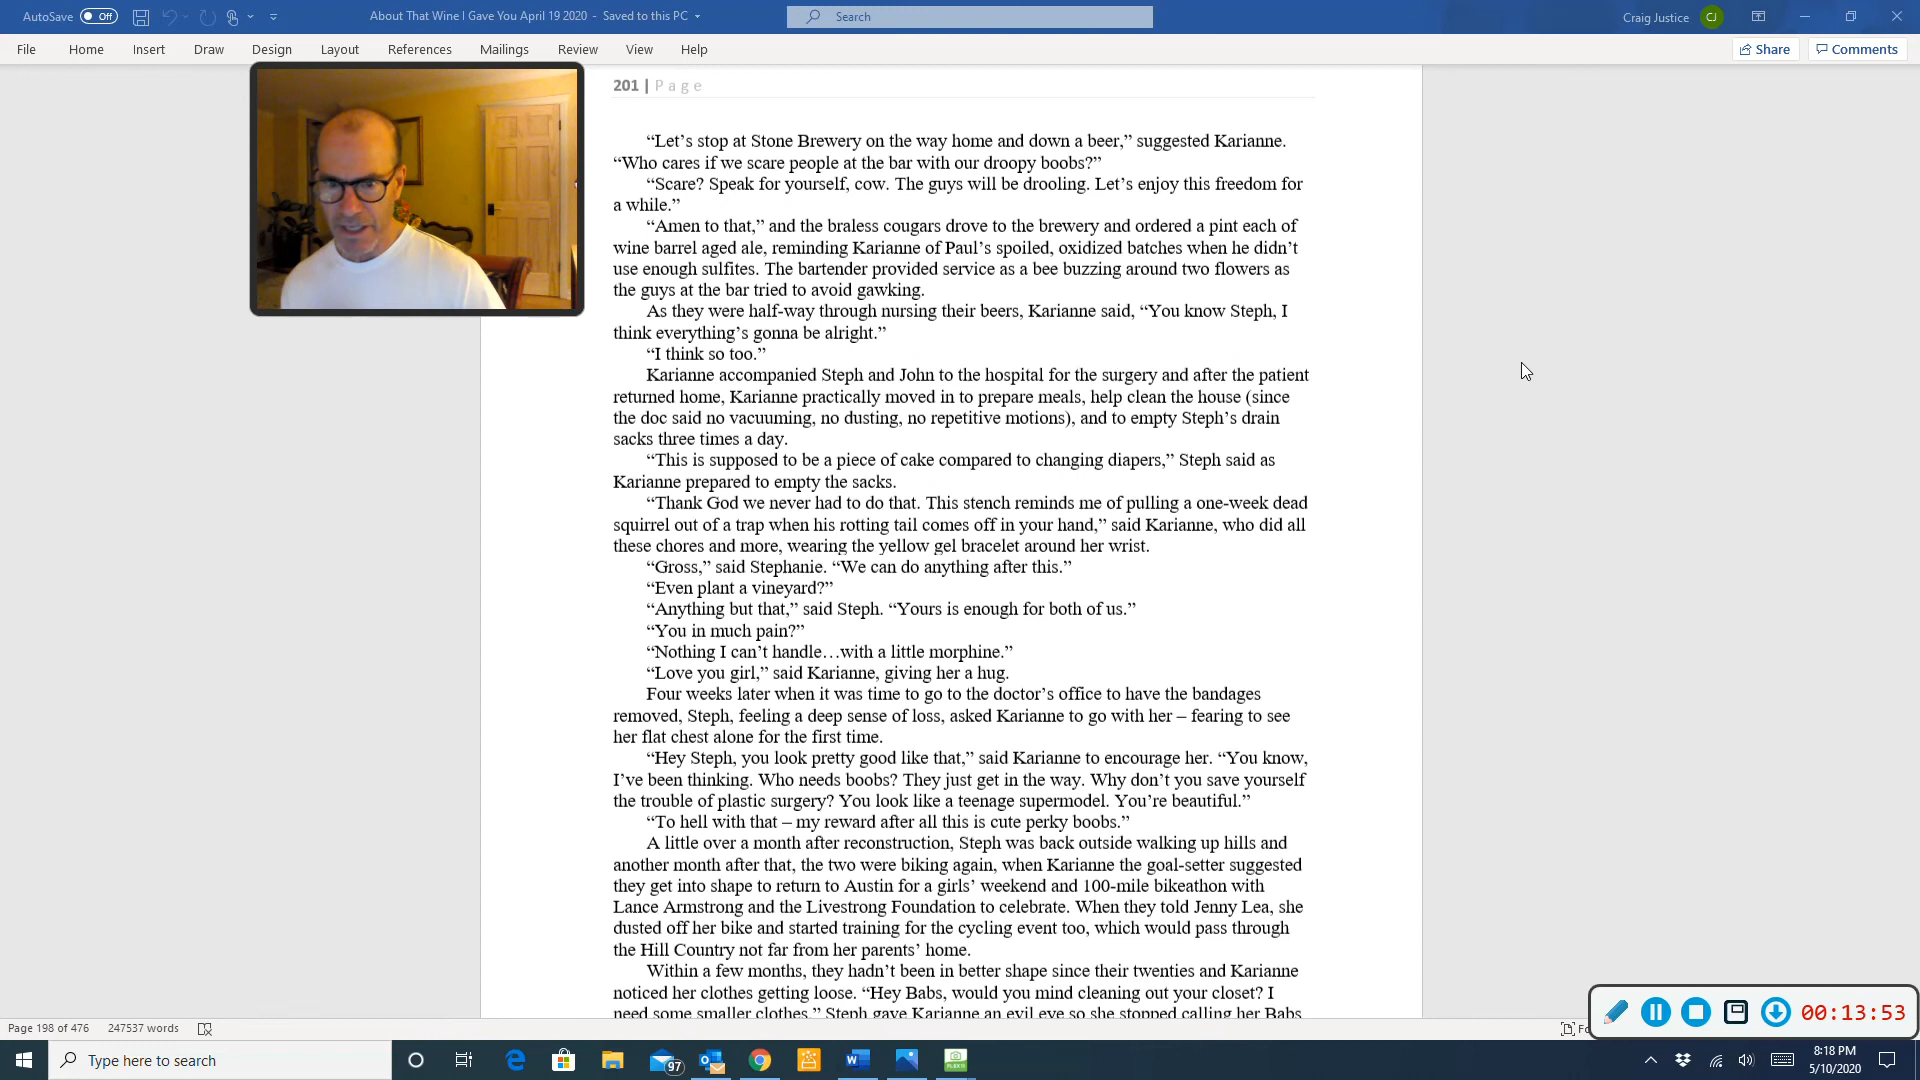 AutoSave Off About That Wine I Gave You April 19 2020 - Saved to this PC Search Craig Justice CJ
File Home Insert Draw Design Layout References Mailings Review View Help Share Comments
201 | Page
“Let’s stop at Stone Brewery on the way home and down a beer,” suggested Karianne.
“Who cares if we scare people at the bar with our droopy boobs?”
“Scare? Speak for yourself, cow. The guys will be drooling. Let’s enjoy this freedom for
a while.”
“Amen to that,” and the braless cougars drove to the brewery and ordered a pint each of
wine barrel aged ale, reminding Karianne of Paul’s spoiled, oxidized batches when he didn’t
use enough sulfites. The bartender provided service as a bee buzzing around two flowers as
the guys at the bar tried to avoid gawking.
As they were half-way through nursing their beers, Karianne said, “You know Steph, I
think everything’s gonna be alright.”
“I think so too.”
Karianne accompanied Steph and John to the hospital for the surgery and after the patient
returned home, Karianne practically moved in to prepare meals, help clean the house (since
the doc said no vacuuming, no dusting, no repetitive motions), and to empty Steph’s drain
sacks three times a day.
“This is supposed to be a piece of cake compared to changing diapers,” Steph said as
Karianne prepared to empty the sacks.
“Thank God we never had to do that. This stench reminds me of pulling a one-week dead
squirrel out of a trap when his rotting tail comes off in your hand,” said Karianne, who did all
these chores and more, wearing the yellow gel bracelet around her wrist.
“Gross,” said Stephanie. “We can do anything after this.”
“Even plant a vineyard?”
“Anything but that,” said Steph. “Yours is enough for both of us.”
“You in much pain?”
“Nothing I can’t handle…with a little morphine.”
“Love you girl,” said Karianne, giving her a hug.
Four weeks later when it was time to go to the doctor’s office to have the bandages
removed, Steph, feeling a deep sense of loss, asked Karianne to go with her – fearing to see
her flat chest alone for the first time.
“Hey Steph, you look pretty good like that,” said Karianne to encourage her. “You know,
I’ve been thinking. Who needs boobs? They just get in the way. Why don’t you save yourself
the trouble of plastic surgery? You look like a teenage supermodel. You’re beautiful.”
“To hell with that – my reward after all this is cute perky boobs.”
A little over a month after reconstruction, Steph was back outside walking up hills and
another month after that, the two were biking again, when Karianne the goal-setter suggested
they get into shape to return to Austin for a girls’ weekend and 100-mile bikeathon with
Lance Armstrong and the Livestrong Foundation to celebrate. When they told Jenny Lea, she
dusted off her bike and started training for the cycling event too, which would pass through
the Hill Country not far from her parents’ home.
Within a few months, they hadn’t been in better shape since their twenties and Karianne
noticed her clothes getting loose. “Hey Babs, would you mind cleaning out your closet? I
need some smaller clothes.” Steph gave Karianne an evil eye so she stopped calling her Babs
Page 198 of 476 247537 words Fo 00:13:53
Type here to search 97 8:18 PM
5/10/2020